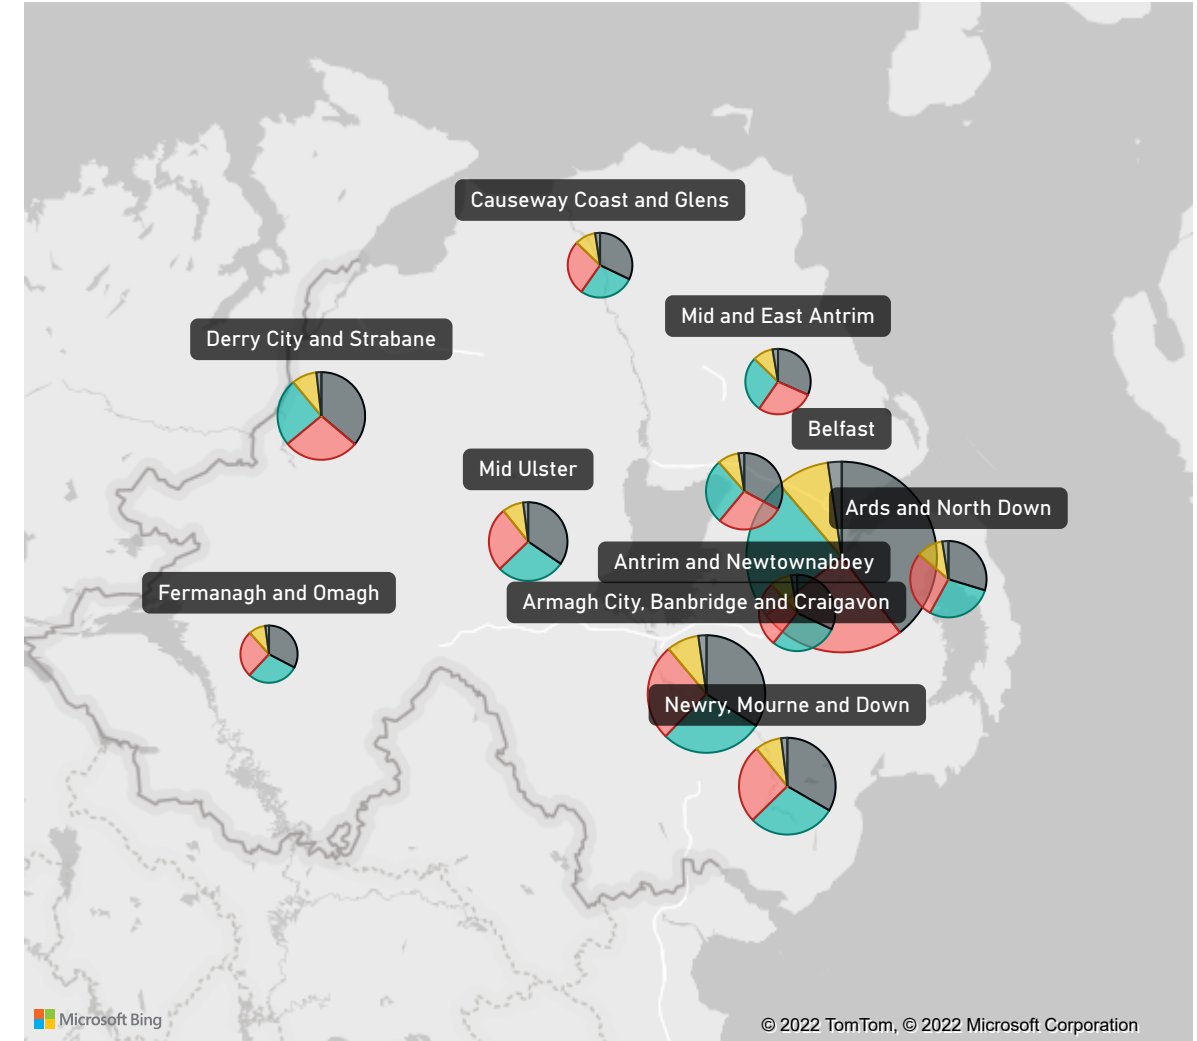 Causeway Coast and Glens
Mid and East Antrim
Derry City and Strabane
Belfast
Mid Ulster
Ards and North Down
Antrim and Newtownabbey
Fermanagh and Omagh
Armagh City, Banbridge and Craigavon
Newry, Mourne and Down
Microsoft Bing
© 2022 TomTom, © 2022 Microsoft Corporation